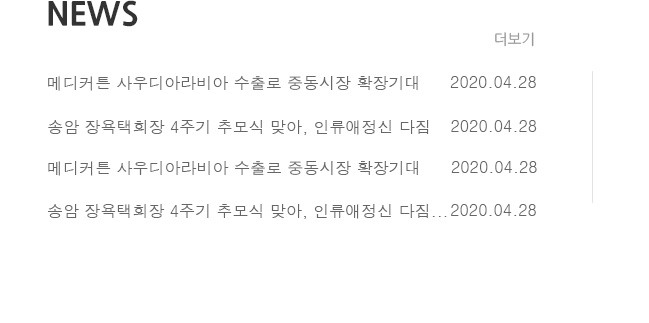 NEWS
더보기
메디커튼 사우디아라비아 수출로 중동시장 확장기대 2020.04.28
송암 장욕택회장 4주기 추모식 맞아, 인류애정신 다짐 2020.04.28
메디커튼 사우디아라비아 수출로 중동시장 확장기대 2020.04.28
송암 장욕택회장 4주기 추모식 맞아, 인류애정신 다짐... 2020.04.28